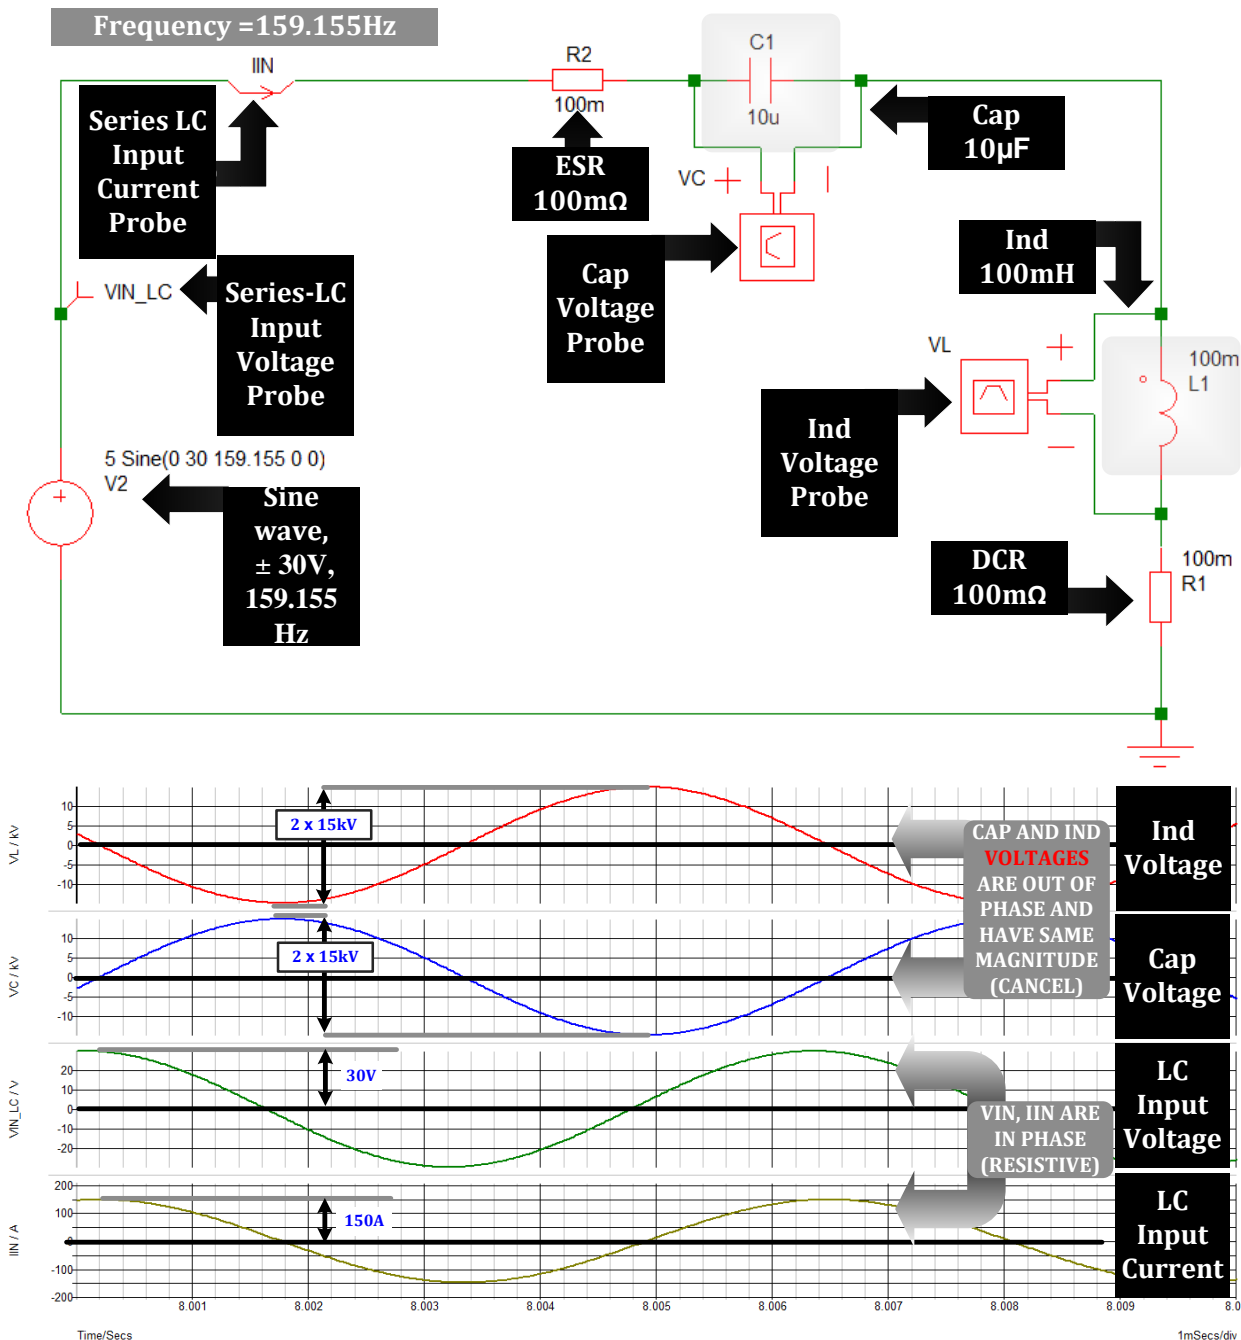 Frequency =159.155Hz
IIN
R2
100m
C1
10u
Series LC
Input
Current
Probe
ESR
100mΩ
VC
Cap
10µF
VIN_LC
Series-LC
Input
Voltage
Probe
Cap
Voltage
Probe
Ind
100mH
VL
100m
L1
Ind
Voltage
Probe
5 Sine(0 30 159.155 0 0)
V2
Sine
wave,
± 30V,
159.155
Hz
DCR
100mΩ
100m
R1
VL / kV
10
5
0
-5
-10
2 x 15kV
CAP AND IND
VOLTAGES
ARE OUT OF
PHASE AND
HAVE SAME
MAGNITUDE
(CANCEL)
Ind
Voltage
VC / kV
10
5
0
-5
-10
2 x 15kV
Cap
Voltage
VIN_LC / V
20
10
0
-10
-20
30V
VIN, IIN ARE
IN PHASE
(RESISTIVE)
LC
Input
Voltage
IIN / A
200
100
0
-100
-200
150A
LC
Input
Current
8.001 8.002 8.003 8.004 8.005 8.006 8.007 8.008 8.009 8.0
Time/Secs
1mSecs/div